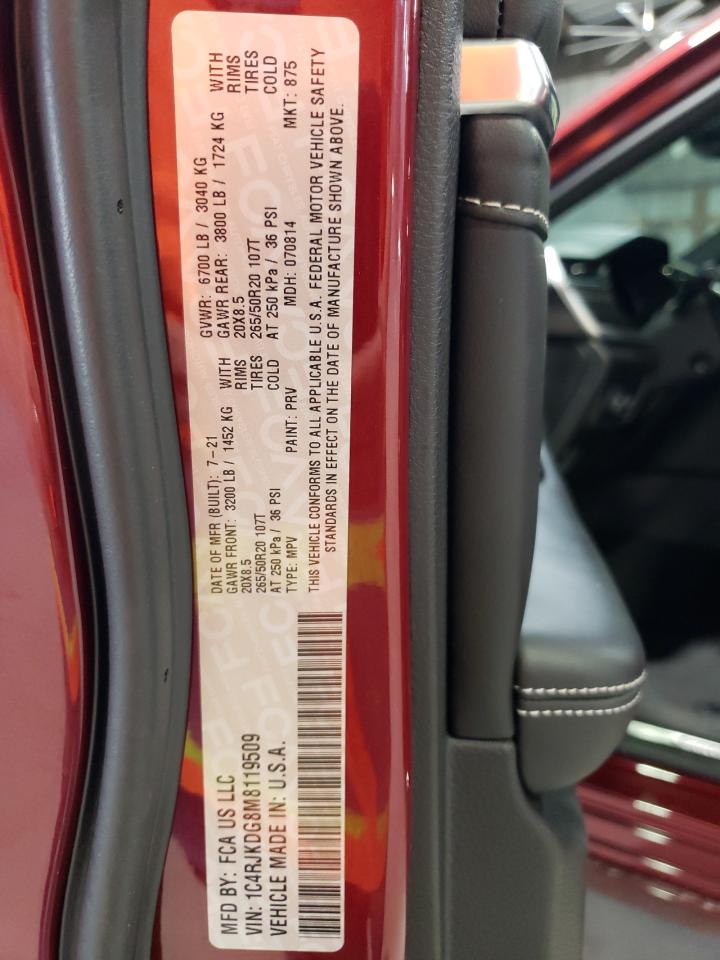 MFD BY: FCA US LLC
VIN: 1C4RJKDG8M8119509
VEHICLE MADE IN: U.S.A.
DATE OF MFR (BUILT): 7-21 GVWR: 6700 LB / 3040 KG
GAWR FRONT: 3200 LB / 1452 KG WITH GAWR REAR: 3800 LB / 1724 KG WITH
20X8.5 RIMS 20X8.5 RIMS
265/50R20 107T TIRES 265/50R20 107T TIRES
AT 250 kPa / 36 PSI COLD AT 250 kPa / 36 PSI COLD
TYPE: MPV PAINT: PRV MDH: 070814 MKT: 875
THIS VEHICLE CONFORMS TO ALL APPLICABLE U.S.A. FEDERAL MOTOR VEHICLE SAFETY
STANDARDS IN EFFECT ON THE DATE OF MANUFACTURE SHOWN ABOVE.